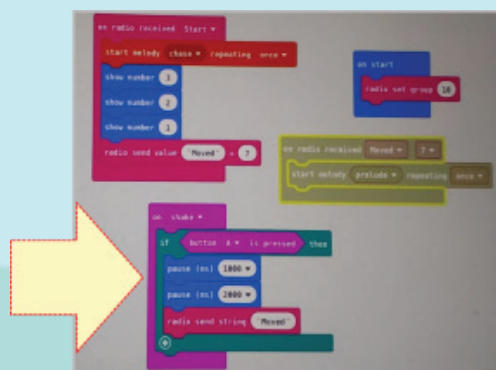 on radio received Start ▾
start melody chase ▾ repeating once ▾
show number 3
show number 2
show number 1
radio send value "Moved" = 7
on start
radio set group 10
on radio received Moved ▾ 7 ▾
start melody prelude ▾ repeating once ▾
on shake ▾
if button A ▾ is pressed then
pause (ms) 1000 ▾
pause (ms) 2000 ▾
radio send string "Moved"